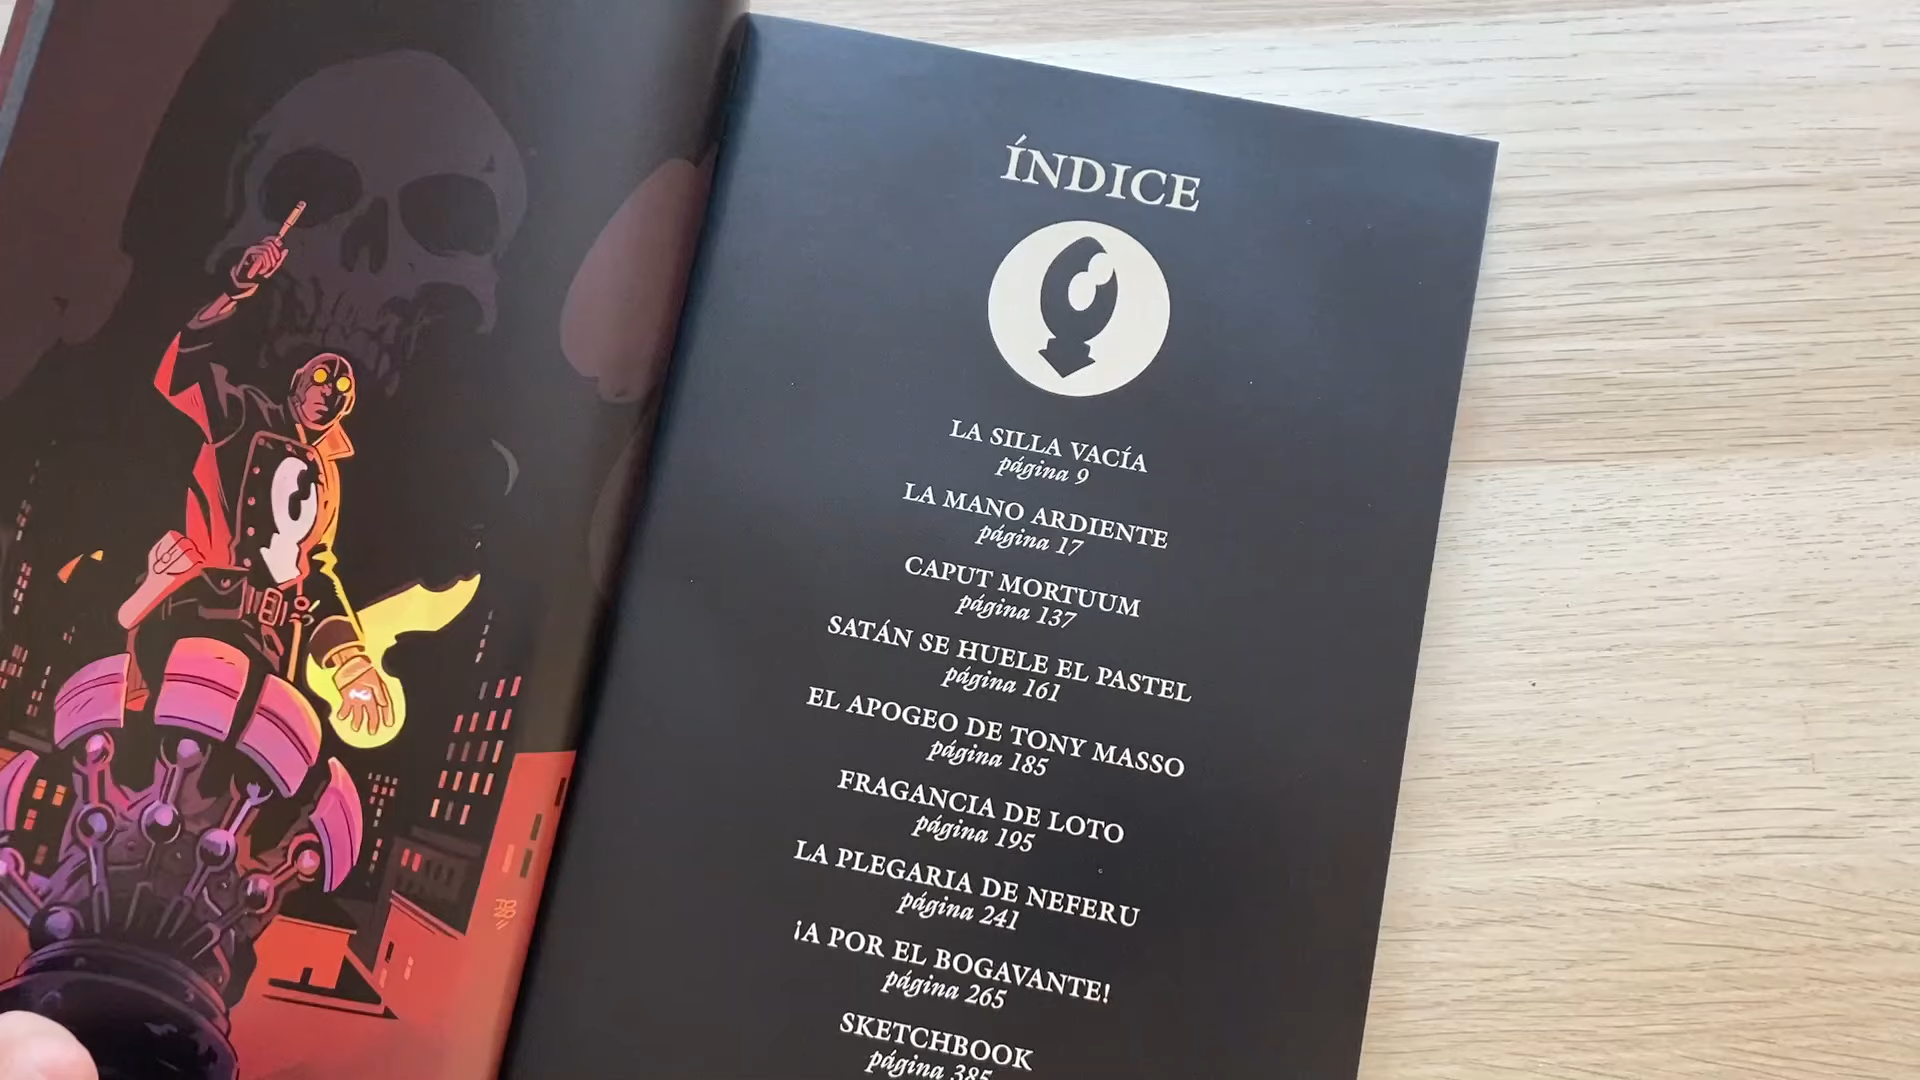 ÍNDICE
LA SILLA VACÍA
página 9
LA MANO ARDIENTE
página 17
CAPUT MORTUUM
página 137
SATÁN SE HUELE EL PASTEL
página 161
EL APOGEO DE TONY MASSO
página 185
FRAGANCIA DE LOTO
página 195
LA PLEGARIA DE NEFERU
página 241
¡A POR EL BOGAVANTE!
página 265
SKETCHBOOK
página 385